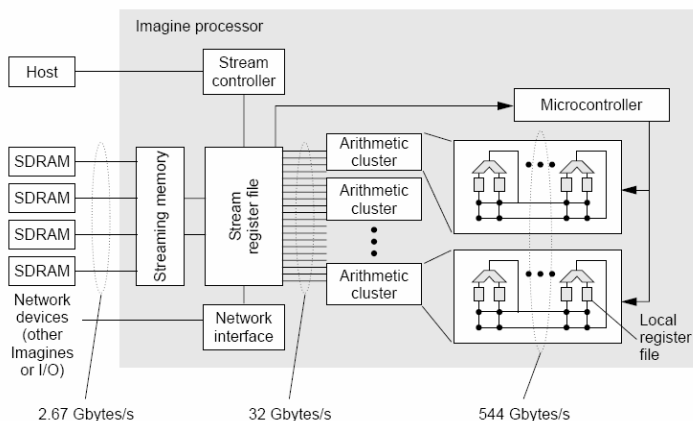 Imagine processor
Host
Stream
controller
Microcontroller
SDRAM
SDRAM
SDRAM
SDRAM
Streaming memory
Stream
register file
Arithmetic
cluster
Arithmetic
cluster
Arithmetic
cluster
Network
devices
(other
Imagines
or I/O)
Network
interface
Local
register
file
2.67 Gbytes/s
32 Gbytes/s
544 Gbytes/s